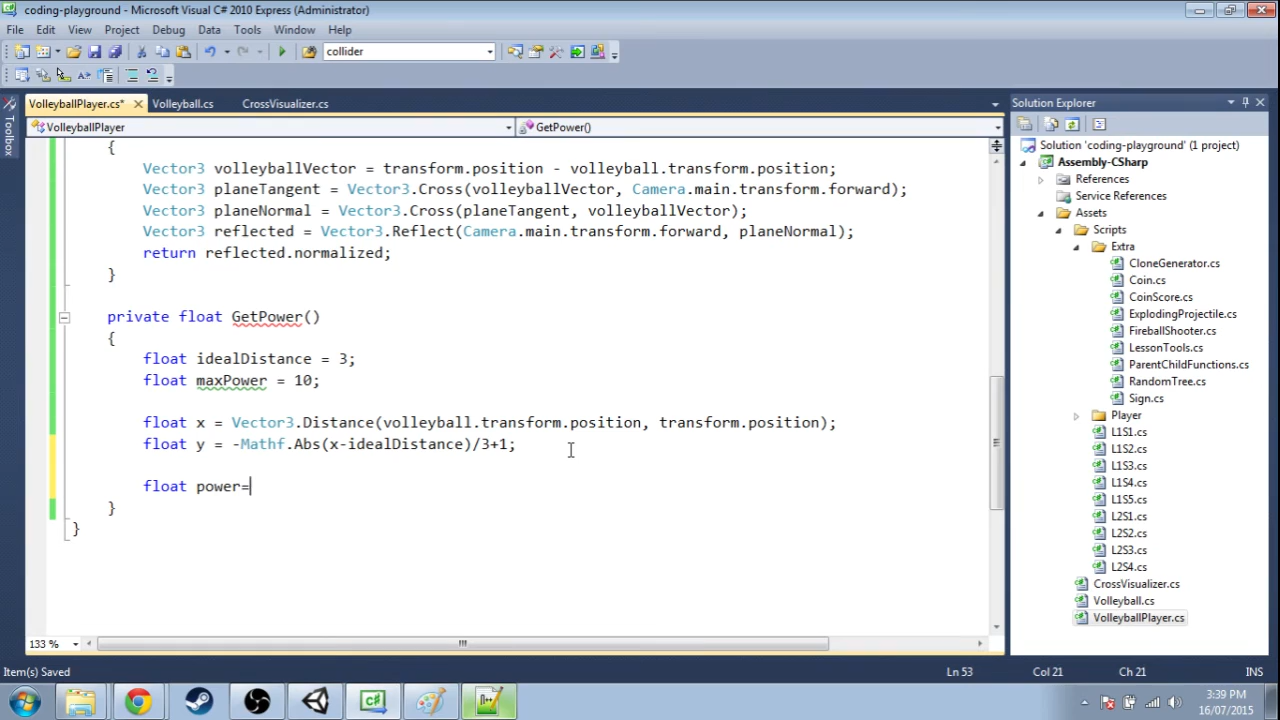 coding-playground - Microsoft Visual C# 2010 Express (Administrator)
File Edit View Project Debug Data Tools Window Help
collider
VolleyballPlayer.cs* Volleyball.cs CrossVisualizer.cs
VolleyballPlayer GetPower()
{
Vector3 volleyballVector = transform.position - volleyball.transform.position;
Vector3 planeTangent = Vector3.Cross(volleyballVector, Camera.main.transform.forward);
Vector3 planeNormal = Vector3.Cross(planeTangent, volleyballVector);
Vector3 reflected = Vector3.Reflect(Camera.main.transform.forward, planeNormal);
return reflected.normalized;
}
private float GetPower()
{
float idealDistance = 3;
float maxPower = 10;
float x = Vector3.Distance(volleyball.transform.position, transform.position);
float y = -Mathf.Abs(x-idealDistance)/3+1;
float power=
}
}
133 %
Toolbox
Solution Explorer
Solution 'coding-playground' (1 project)
Assembly-CSharp
References
Service References
Assets
Scripts
Extra
CloneGenerator.cs
Coin.cs
CoinScore.cs
ExplodingProjectile.cs
FireballShooter.cs
LessonTools.cs
ParentChildFunctions.cs
RandomTree.cs
Sign.cs
Player
L1S1.cs
L1S2.cs
L1S3.cs
L1S4.cs
L1S5.cs
L2S1.cs
L2S2.cs
L2S3.cs
L2S4.cs
CrossVisualizer.cs
Volleyball.cs
VolleyballPlayer.cs
Item(s) Saved Ln 53 Col 21 Ch 21 INS
3:39 PM
16/07/2015